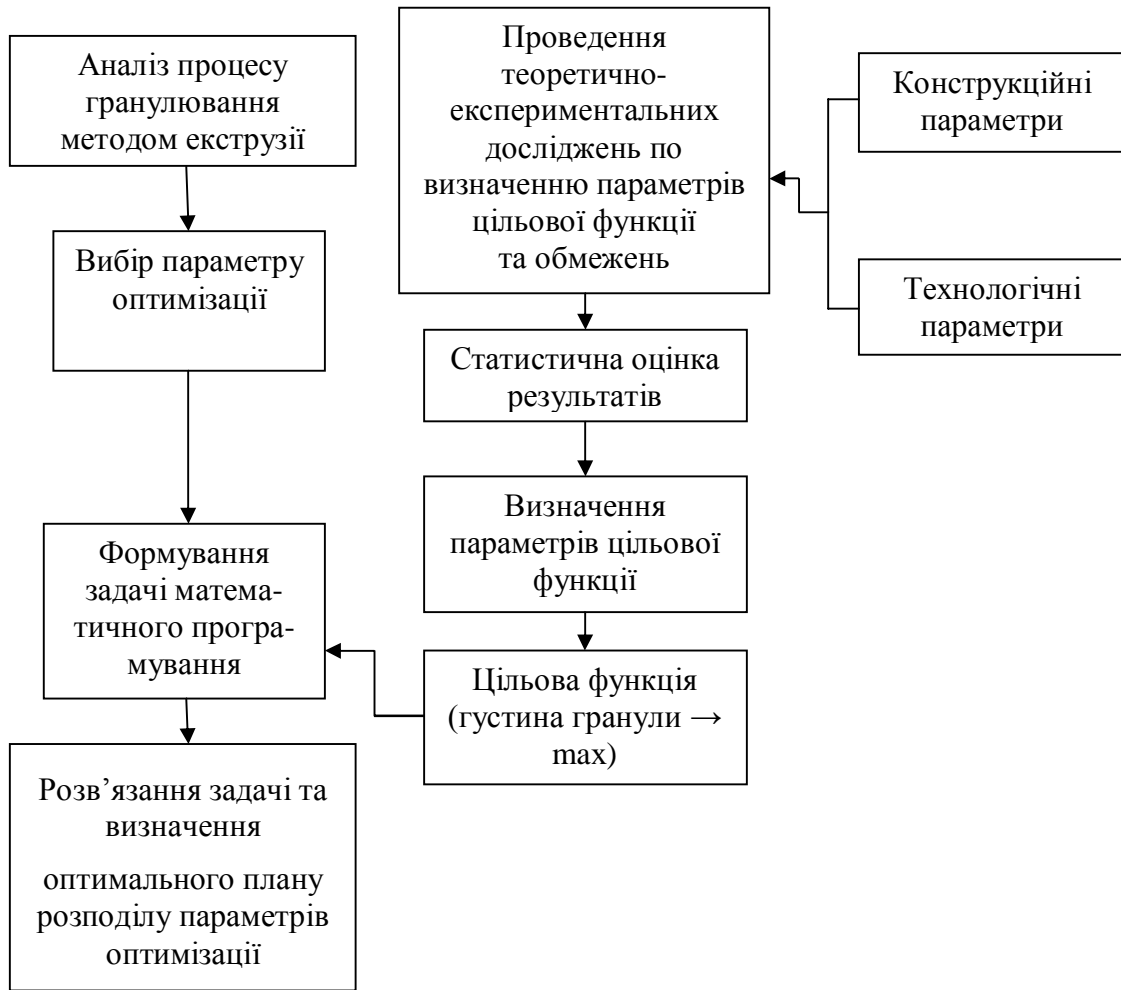 Аналіз процесу
гранулювання
методом екструзії
Вибір параметру
оптимізації
Формування
задачі матема-
тичного програ-
мування
Розв’язання задачі та
визначення
оптимального плану
розподілу параметрів
оптимізації
Проведення
теоретично-
експериментальних
досліджень по
визначенню параметрів
цільової функції
та обмежень
Статистична оцінка
результатів
Визначення
параметрів цільової
функції
Цільова функція
(густина гранули →
max)
Конструкційні
параметри
Технологічні
параметри